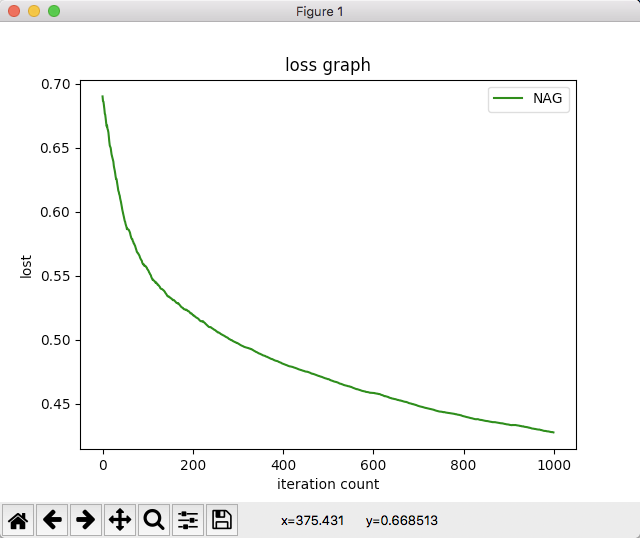 Figure 1
loss graph
0.70
0.65
0.60
0.55
0.50
0.45
lost
NAG
0 200 400 600 800 1000
iteration count
x=375.431 y=0.668513